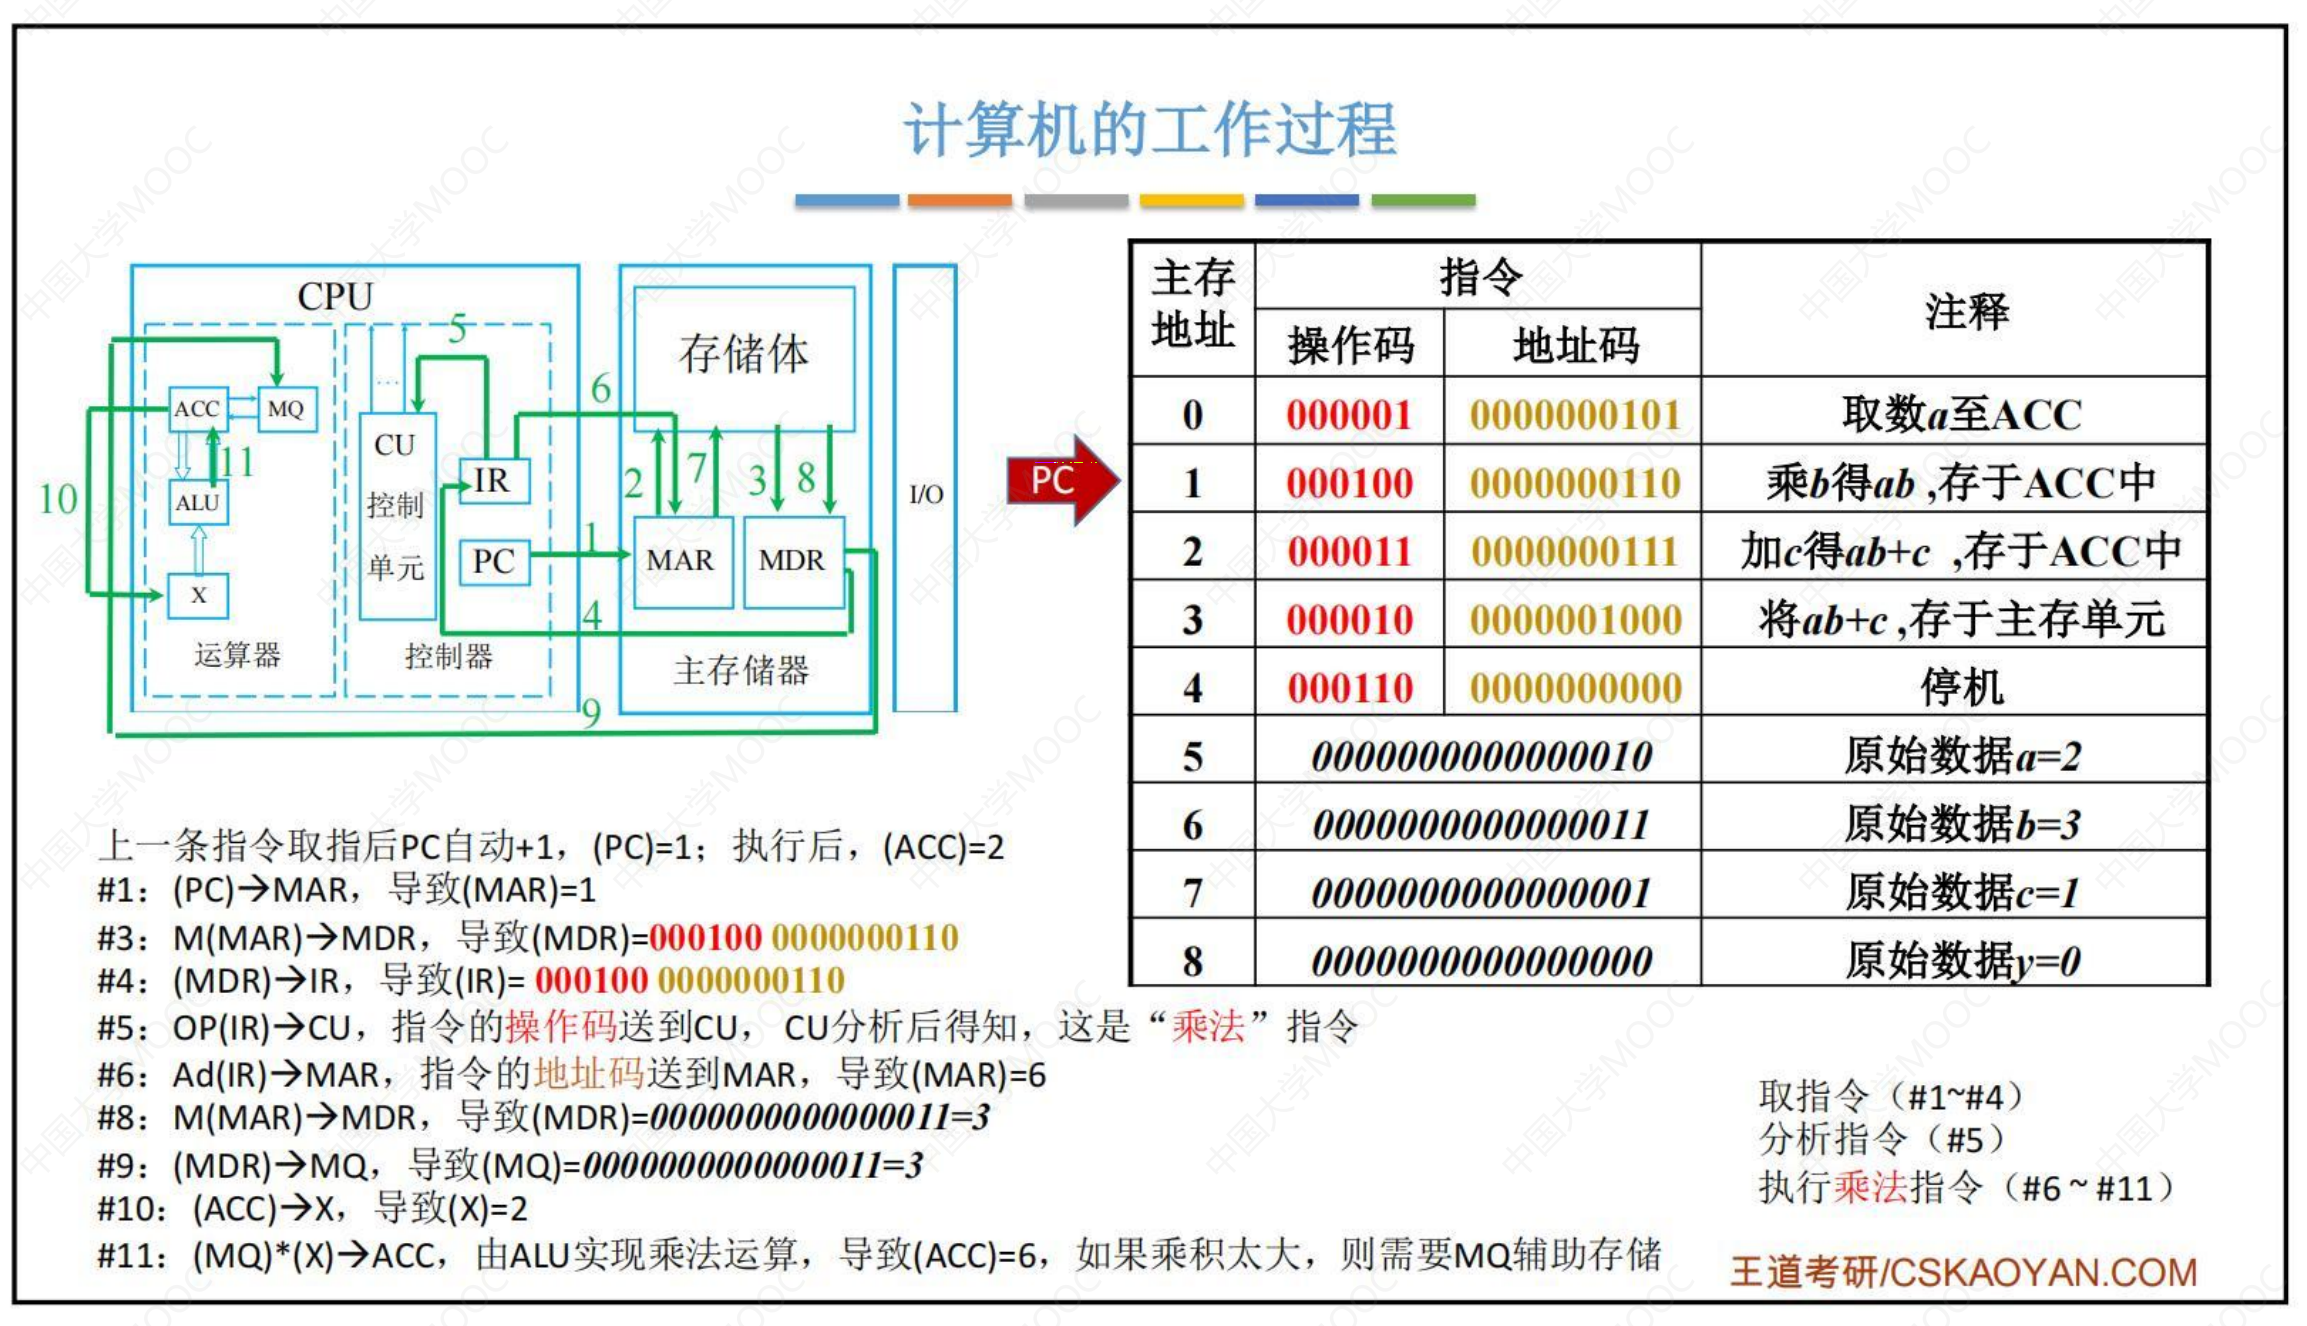 计算机的工作过程
CPU
5
6
ACC
MQ
...
CU
控制
单元
IR
PC
11
10
ALU
X
运算器
控制器
存储体
2
7
3
8
1
MAR
MDR
4
主存储器
9
I/O
PC
主存地址 指令 注释
操作码 地址码
0 000001 0000000101 取数a至ACC
1 000100 0000000110 乘b得ab ,存于ACC中
2 000011 0000000111 加c得ab+c ,存于ACC中
3 000010 0000001000 将ab+c ,存于主存单元
4 000110 0000000000 停机
5 0000000000000010 原始数据a=2
6 0000000000000011 原始数据b=3
7 0000000000000001 原始数据c=1
8 0000000000000000 原始数据y=0
上一条指令取指后PC自动+1，(PC)=1；执行后，(ACC)=2
#1：(PC)→MAR，导致(MAR)=1
#3：M(MAR)→MDR，导致(MDR)=000100 0000000110
#4：(MDR)→IR，导致(IR)= 000100 0000000110
#5：OP(IR)→CU，指令的操作码送到CU， CU分析后得知，这是“乘法”指令
#6：Ad(IR)→MAR，指令的地址码送到MAR，导致(MAR)=6
#8：M(MAR)→MDR，导致(MDR)=0000000000000011=3
#9：(MDR)→MQ，导致(MQ)=0000000000000011=3
#10：(ACC)→X，导致(X)=2
#11：(MQ)*(X)→ACC，由ALU实现乘法运算，导致(ACC)=6，如果乘积太大，则需要MQ辅助存储
取指令（#1~#4）
分析指令（#5）
执行乘法指令（#6 ~ #11）
王道考研/CSKAOYAN.COM
中国大学MOOC